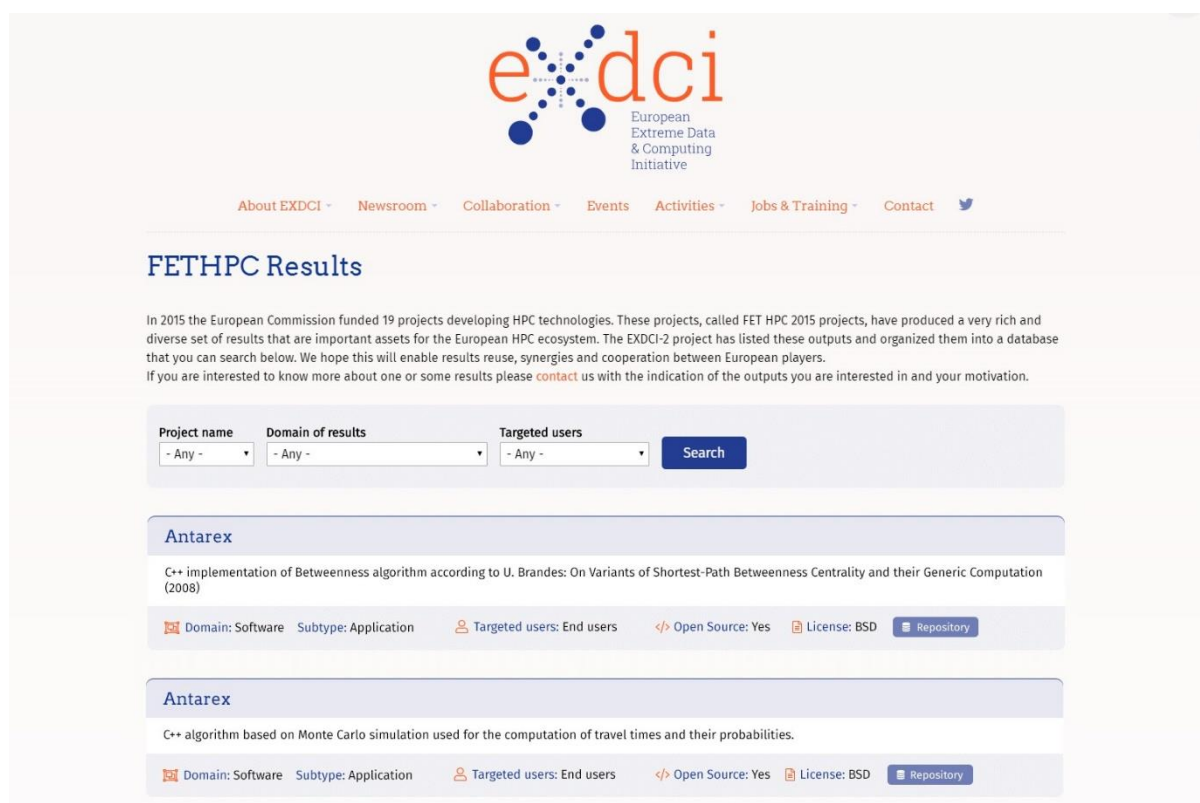 exdci
European
Extreme Data
& Computing
Initiative
About EXDCI Newsroom Collaboration Events Activities Jobs & Training Contact
FETHPC Results
In 2015 the European Commission funded 19 projects developing HPC technologies. These projects, called FET HPC 2015 projects, have produced a very rich and
diverse set of results that are important assets for the European HPC ecosystem. The EXDCI-2 project has listed these outputs and organized them into a database
that you can search below. We hope this will enable results reuse, synergies and cooperation between European players.
If you are interested to know more about one or some results please contact us with the indication of the outputs you are interested in and your motivation.
Project name Domain of results Targeted users
- Any - - Any - - Any - Search
Antarex
C++ implementation of Betweenness algorithm according to U. Brandes: On Variants of Shortest-Path Betweenness Centrality and their Generic Computation
(2008)
Domain: Software Subtype: Application Targeted users: End users </> Open Source: Yes License: BSD Repository
Antarex
C++ algorithm based on Monte Carlo simulation used for the computation of travel times and their probabilities.
Domain: Software Subtype: Application Targeted users: End users </> Open Source: Yes License: BSD Repository